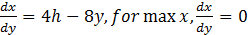 dx/dy = 4h − 8y, for max x, dx/dy = 0